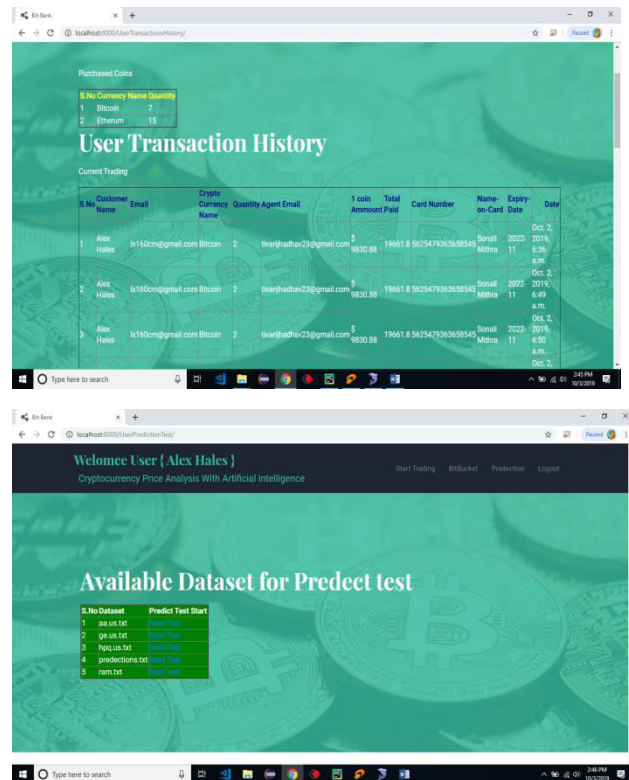 Bit-Bank
localhost:8000/UserTransactionsHistory/
Paused
Purchased Coins
S.No Currency Name Quantity
1 Bitcoin 7
2 Etherum 15
User Transaction History
Current Trading
S.No Customer Name Email Crypto Currency Name Quantity Agent Email 1 coin Ammount Total Paid Card Number Name-on-Card Expiry-Date Date
1 Alex Hales lx160cm@gmail.com Bitcoin 2 $ 9830.88 19661.8 5625479363658545 Sonali Mithra 2022-11 Oct. 2, 2019, 6:36 a.m.
2 Alex Hales lx160cm@gmail.com Bitcoin 2 $ 9830.88 19661.8 5625479363658545 Sonali Mithra 2022-11 Oct. 2, 2019, 6:49 a.m.
3 Alex Hales lx160cm@gmail.com Bitcoin 2 $ 9830.88 19661.8 5625479363658545 Sonali Mithra 2022-11 Oct. 2, 2019, 6:50 a.m.
Oct. 2,
Type here to search
2:45 PM
10/3/2019
Bit-Bank
localhost:8000/UserPredictionTest/
Paused
Welomce User { Alex Hales }
Cryptocurrency Price Analysis With Artificial Intelligence
Start Trading BitBucket Predection Logout
Available Dataset for Predect test
S.No Dataset Predict Test Start
1 aa.us.txt Start Test
2 ge.us.txt Start Test
3 hpq.us.txt Start Test
4 predections.txt Start Test
5 ram.txt Start Test
Type here to search
2:46 PM
10/3/2019